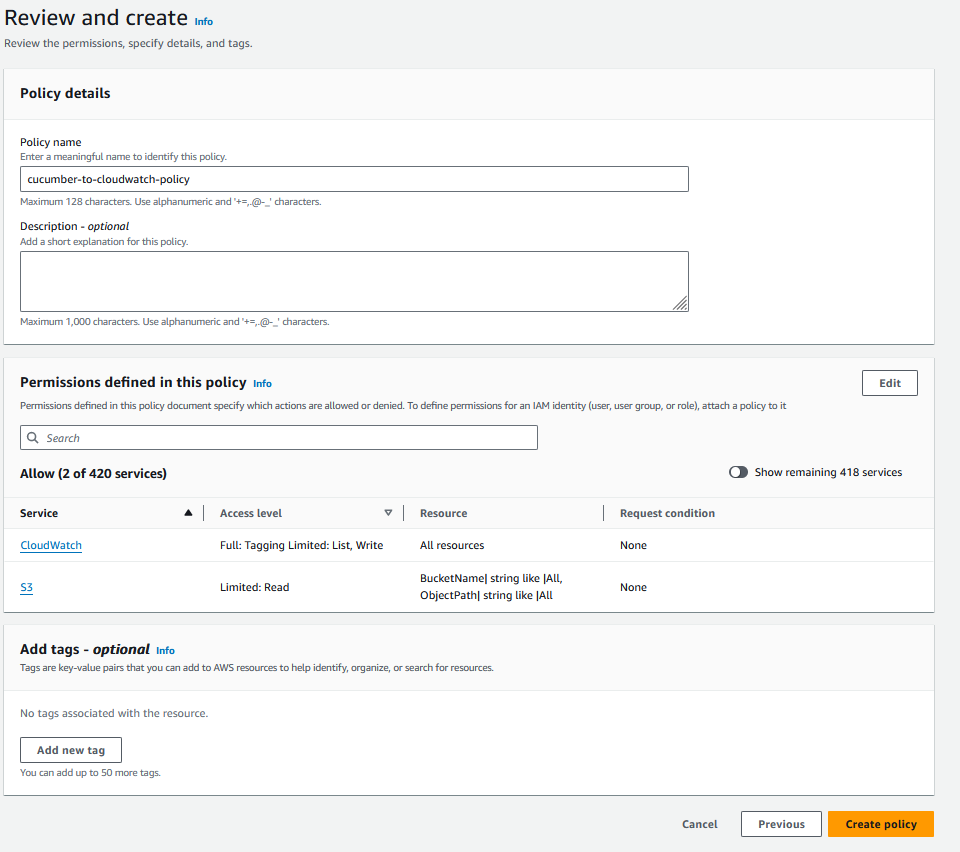 Review and create Info
Review the permissions, specify details, and tags.
Policy details
Policy name
Enter a meaningful name to identify this policy.
cucumber-to-cloudwatch-policy
Maximum 128 characters. Use alphanumeric and '+=,.@-_' characters.
Description - optional
Add a short explanation for this policy.
Maximum 1,000 characters. Use alphanumeric and '+=,.@-_' characters.
Permissions defined in this policy Info
Edit
Permissions defined in this policy document specify which actions are allowed or denied. To define permissions for an IAM identity (user, user group, or role), attach a policy to it
Search
Allow (2 of 420 services)
Show remaining 418 services
Service Access level Resource Request condition
CloudWatch Full: Tagging Limited: List, Write All resources None
S3 Limited: Read BucketName| string like |All, ObjectPath| string like |All None
Add tags - optional Info
Tags are key-value pairs that you can add to AWS resources to help identify, organize, or search for resources.
No tags associated with the resource.
Add new tag
You can add up to 50 more tags.
Cancel Previous Create policy